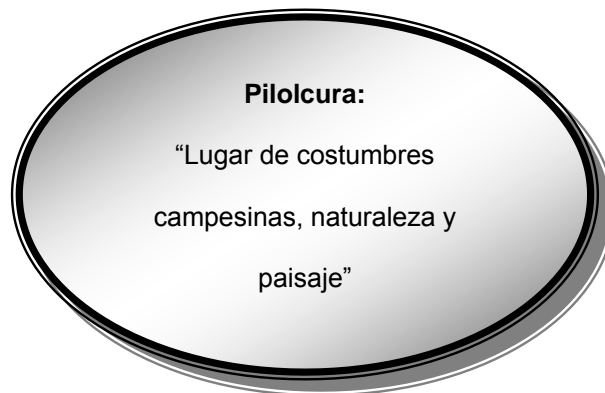 Pilolcura:
“Lugar de costumbres
campesinas, naturaleza y
paisaje”